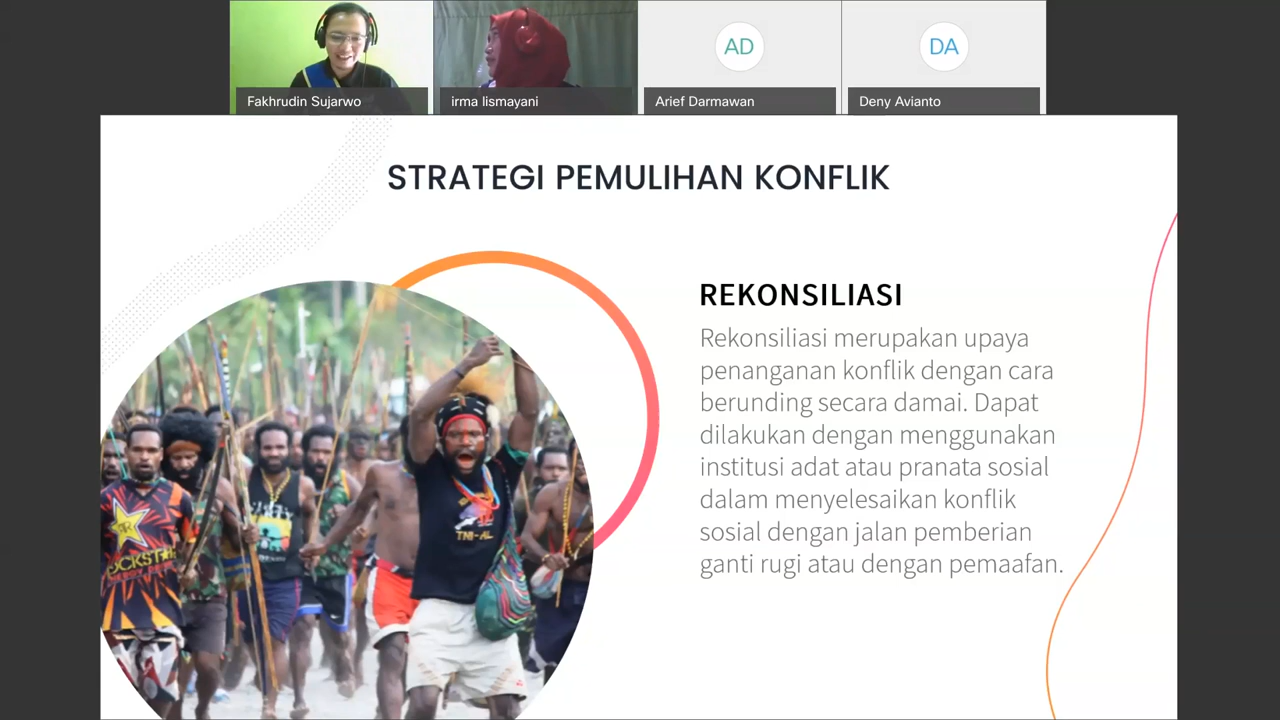 Fakhrudin Sujarwo
irma lismayani
AD
Arief Darmawan
DA
Deny Avianto
STRATEGI PEMULIHAN KONFLIK
REKONSILIASI
Rekonsiliasi merupakan upaya
penanganan konflik dengan cara
berunding secara damai. Dapat
dilakukan dengan menggunakan
institusi adat atau pranata sosial
dalam menyelesaikan konflik
sosial dengan jalan pemberian
ganti rugi atau dengan pemaafan.
TNI-AL